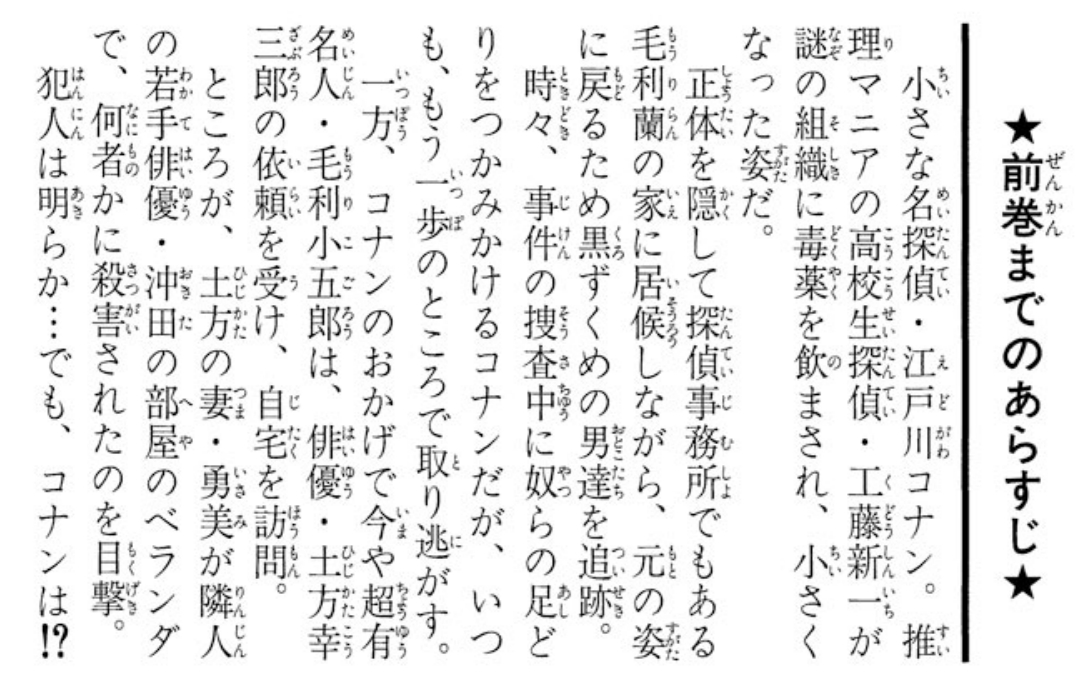 ★前巻までのあらすじ★
小さな名探偵・江戸川コナン。推
理マニアの高校生探偵・工藤新一が
謎の組織に毒薬を飲まされ、小さく
なった姿だ。
正体を隠して探偵事務所でもある
毛利蘭の家に居候しながら、元の姿
に戻るため黒ずくめの男達を追跡。
時々、事件の捜査中に奴らの足ど
りをつかみかけるコナンだが、いつ
も、もう一歩のところで取り逃がす。
一方、コナンのおかげで今や超有
名人・毛利小五郎は、俳優・土方幸
三郎の依頼を受け、自宅を訪問。
ところが、土方の妻・勇美が隣人
の若手俳優・沖田の部屋のベランダ
で、何者かに殺害されたのを目撃。
犯人は明らか…でも、コナンは!?